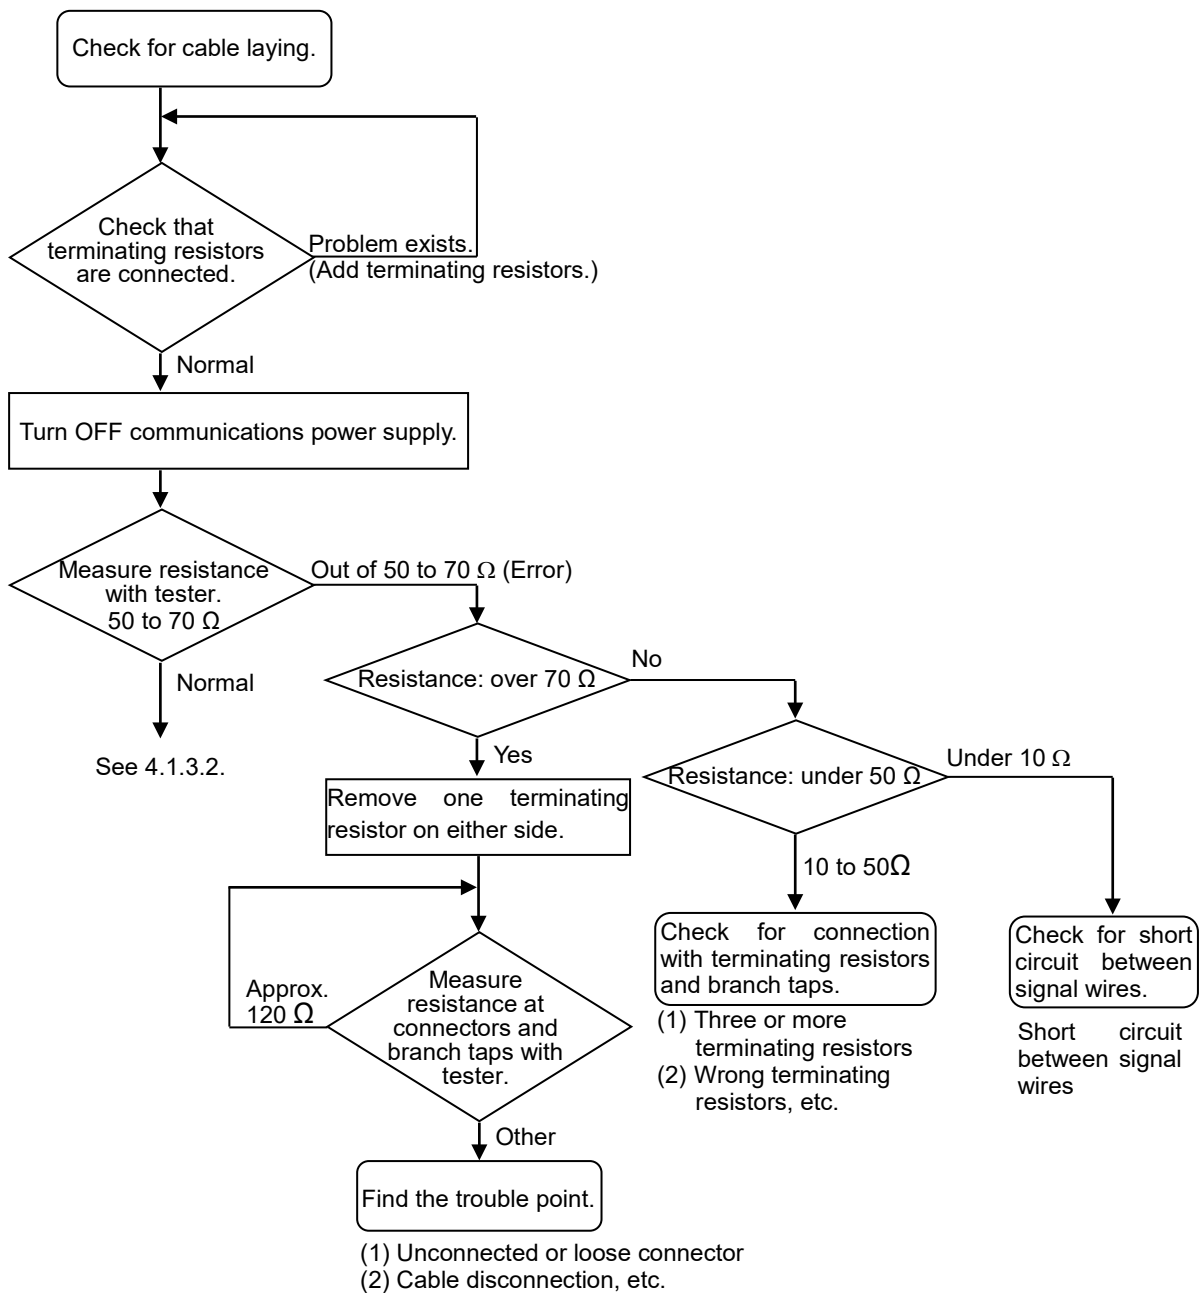 Check for cable laying.
Check that
terminating resistors
are connected.
Problem exists.
(Add terminating resistors.)
Normal
Turn OFF communications power supply.
Measure resistance
with tester.
50 to 70 Ω
Out of 50 to 70 Ω (Error)
Normal
See 4.1.3.2.
Resistance: over 70 Ω
No
Yes
Resistance: under 50 Ω
Under 10 Ω
Remove one terminating
resistor on either side.
10 to 50Ω
Check for connection
with terminating resistors
and branch taps.
(1) Three or more
terminating resistors
(2) Wrong terminating
resistors, etc.
Check for short
circuit between
signal wires.
Short circuit
between signal
wires
Approx.
120 Ω
Measure
resistance at
connectors and
branch taps with
tester.
Other
Find the trouble point.
(1) Unconnected or loose connector
(2) Cable disconnection, etc.